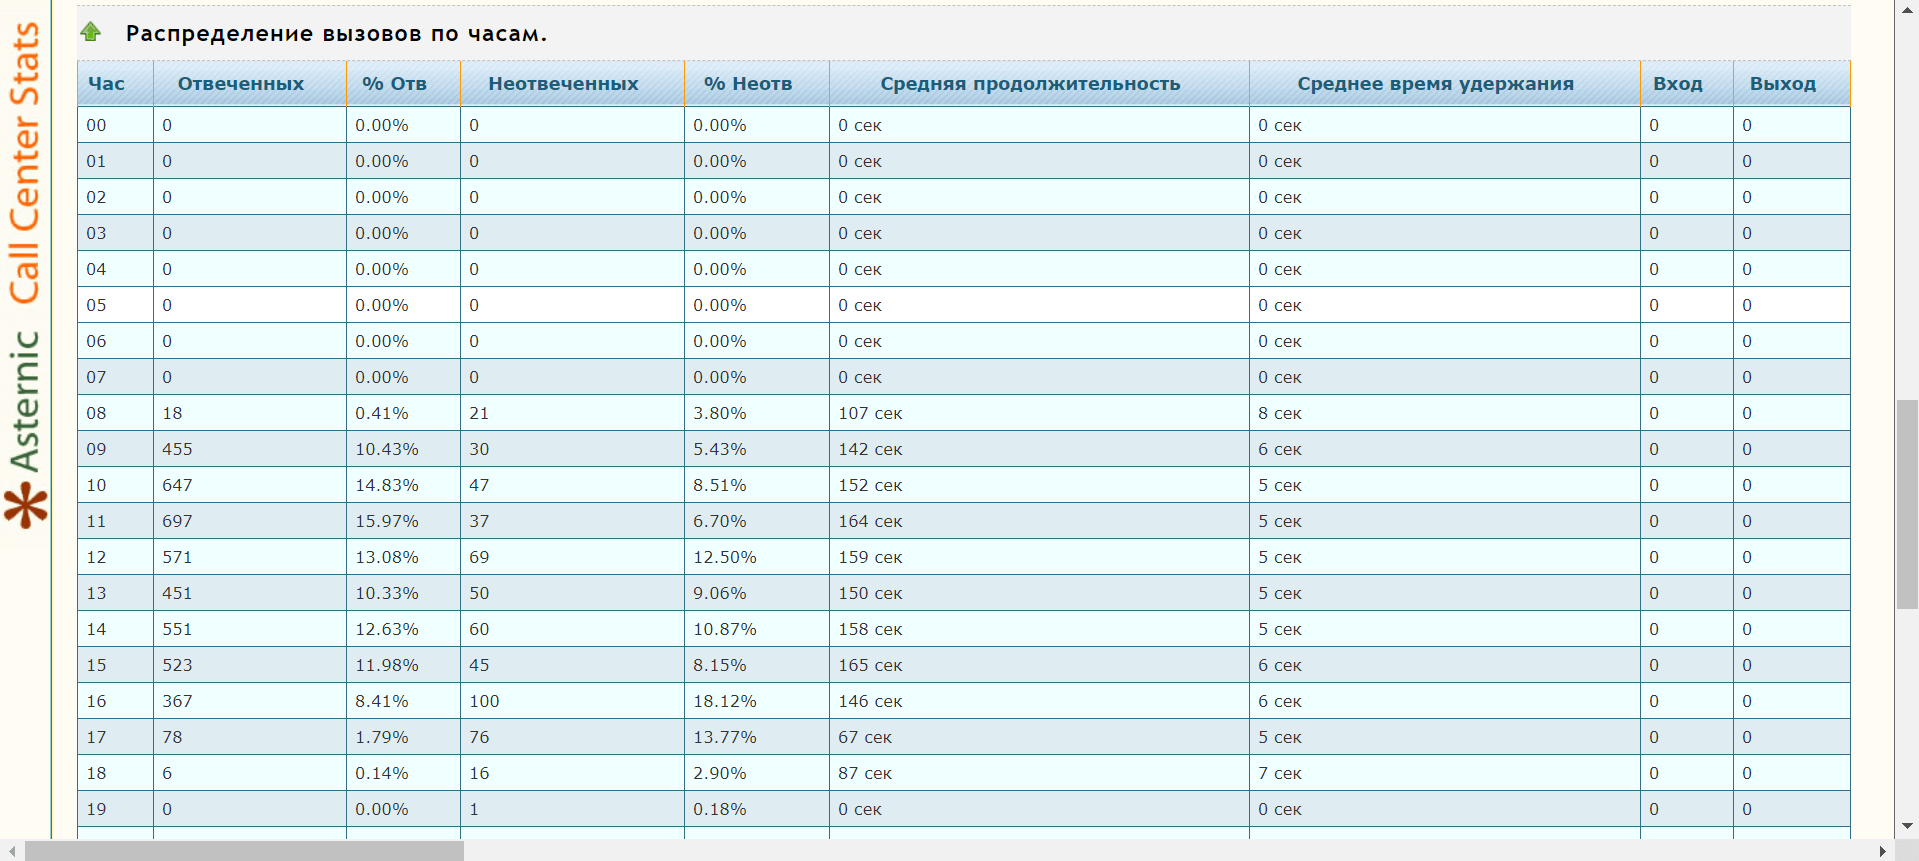 Asternic Call Center Stats
Распределение вызовов по часам.
Час Отвеченных % Отв Неотвеченных % Неотв Средняя продолжительность Среднее время удержания Вход Выход
00 0 0.00% 0 0.00% 0 сек 0 сек 0 0
01 0 0.00% 0 0.00% 0 сек 0 сек 0 0
02 0 0.00% 0 0.00% 0 сек 0 сек 0 0
03 0 0.00% 0 0.00% 0 сек 0 сек 0 0
04 0 0.00% 0 0.00% 0 сек 0 сек 0 0
05 0 0.00% 0 0.00% 0 сек 0 сек 0 0
06 0 0.00% 0 0.00% 0 сек 0 сек 0 0
07 0 0.00% 0 0.00% 0 сек 0 сек 0 0
08 18 0.41% 21 3.80% 107 сек 8 сек 0 0
09 455 10.43% 30 5.43% 142 сек 6 сек 0 0
10 647 14.83% 47 8.51% 152 сек 5 сек 0 0
11 697 15.97% 37 6.70% 164 сек 5 сек 0 0
12 571 13.08% 69 12.50% 159 сек 5 сек 0 0
13 451 10.33% 50 9.06% 150 сек 5 сек 0 0
14 551 12.63% 60 10.87% 158 сек 5 сек 0 0
15 523 11.98% 45 8.15% 165 сек 6 сек 0 0
16 367 8.41% 100 18.12% 146 сек 6 сек 0 0
17 78 1.79% 76 13.77% 67 сек 5 сек 0 0
18 6 0.14% 16 2.90% 87 сек 7 сек 0 0
19 0 0.00% 1 0.18% 0 сек 0 сек 0 0